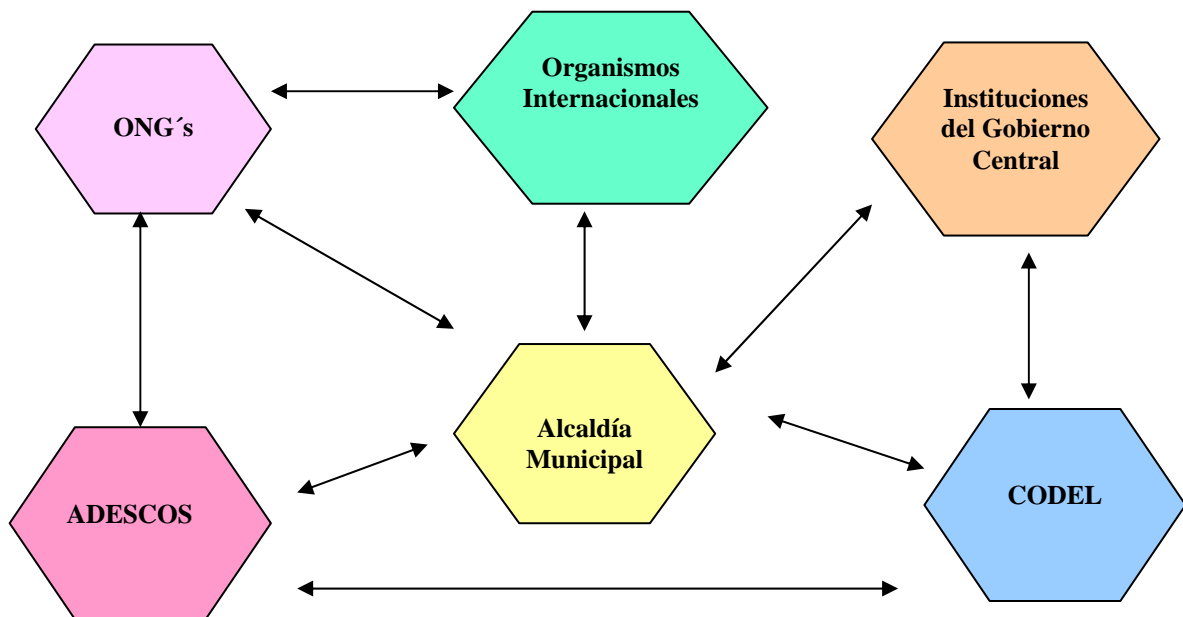 ONG´s
Organismos
Internacionales
Instituciones
del Gobierno
Central
Alcaldía
Municipal
ADESCOS
CODEL